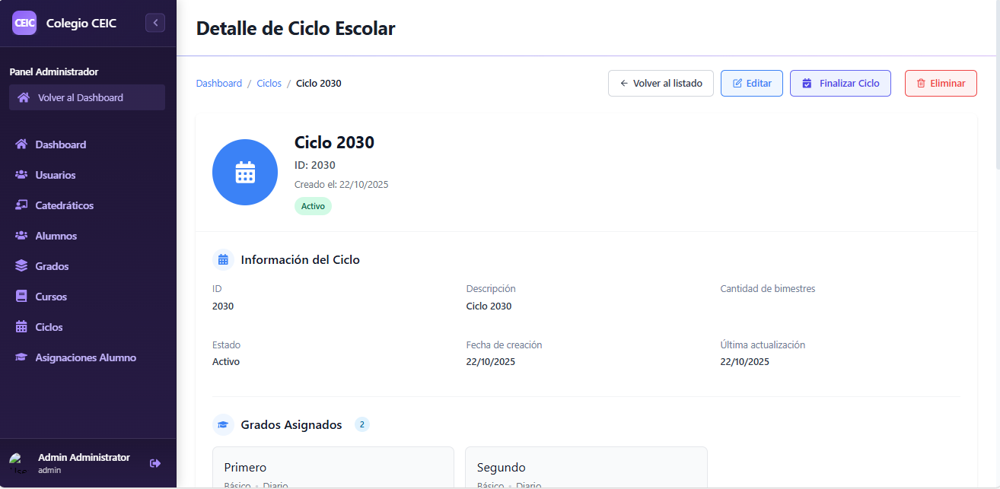 CEIC
Colegio CEIC
Panel Administrador
Volver al Dashboard
Dashboard
Usuarios
Catedráticos
Alumnos
Grados
Cursos
Ciclos
Asignaciones Alumno
Admin Administrator
admin
Detalle de Ciclo Escolar
Dashboard / Ciclos / Ciclo 2030
Volver al listado
Editar
Finalizar Ciclo
Eliminar
Ciclo 2030
ID: 2030
Creado el: 22/10/2025
Activo
Información del Ciclo
ID
2030
Descripción
Ciclo 2030
Cantidad de bimestres
Estado
Activo
Fecha de creación
22/10/2025
Última actualización
22/10/2025
Grados Asignados 2
Primero
Básico • Diario
Segundo
Básico • Diario